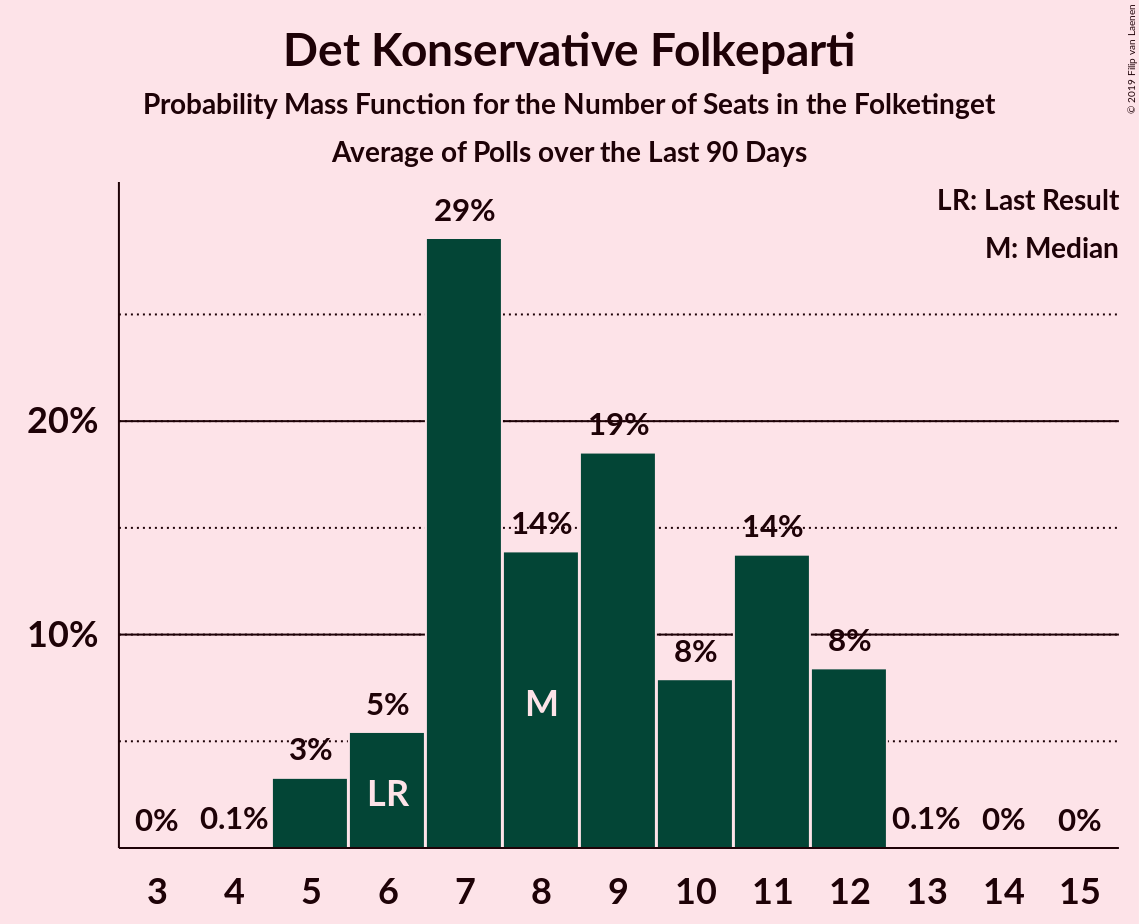 Det Konservative Folkeparti
Probability Mass Function for the Number of Seats in the Folketinget
Average of Polls over the Last 90 Days
© 2019 Filip van Laenen
LR: Last Result
M: Median
20%
10%
0%
0.1%
3%
5%
29%
14%
19%
8%
14%
8%
0.1%
0%
0%
LR
M
3 4 5 6 7 8 9 10 11 12 13 14 15